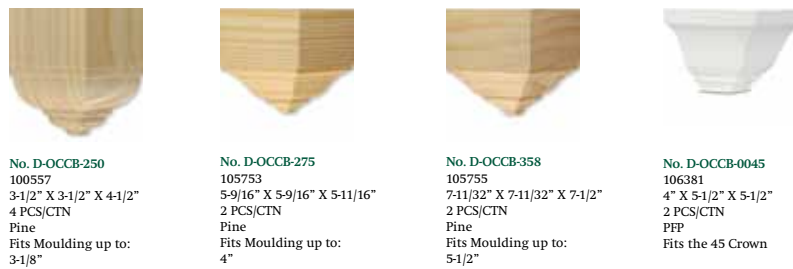 No. D-OCCB-250
100557
3-1/2” X 3-1/2” X 4-1/2”
4 PCS/CTN
Pine
Fits Moulding up to:
3-1/8”
No. D-OCCB-275
105753
5-9/16” X 5-9/16” X 5-11/16”
2 PCS/CTN
Pine
Fits Moulding up to:
4”
No. D-OCCB-358
105755
7-11/32” X 7-11/32” X 7-1/2”
2 PCS/CTN
Pine
Fits Moulding up to:
5-1/2”
No. D-OCCB-0045
106381
4” X 5-1/2” X 5-1/2”
2 PCS/CTN
PFP
Fits the 45 Crown